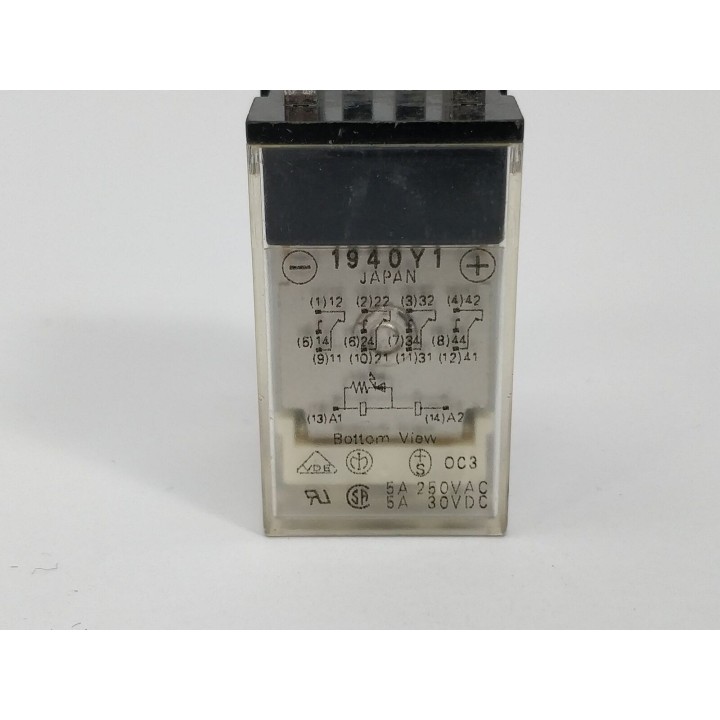 1940Y1
JAPAN
(1)12 (2)22 (3)32 (4)42
(5)14 (6)24 (7)34 (8)44
(9)11 (10)21 (11)31 (12)41
(13)A1 (14)A2
Bottom View
VDE S OC3
5A 250VAC
5A 30VDC